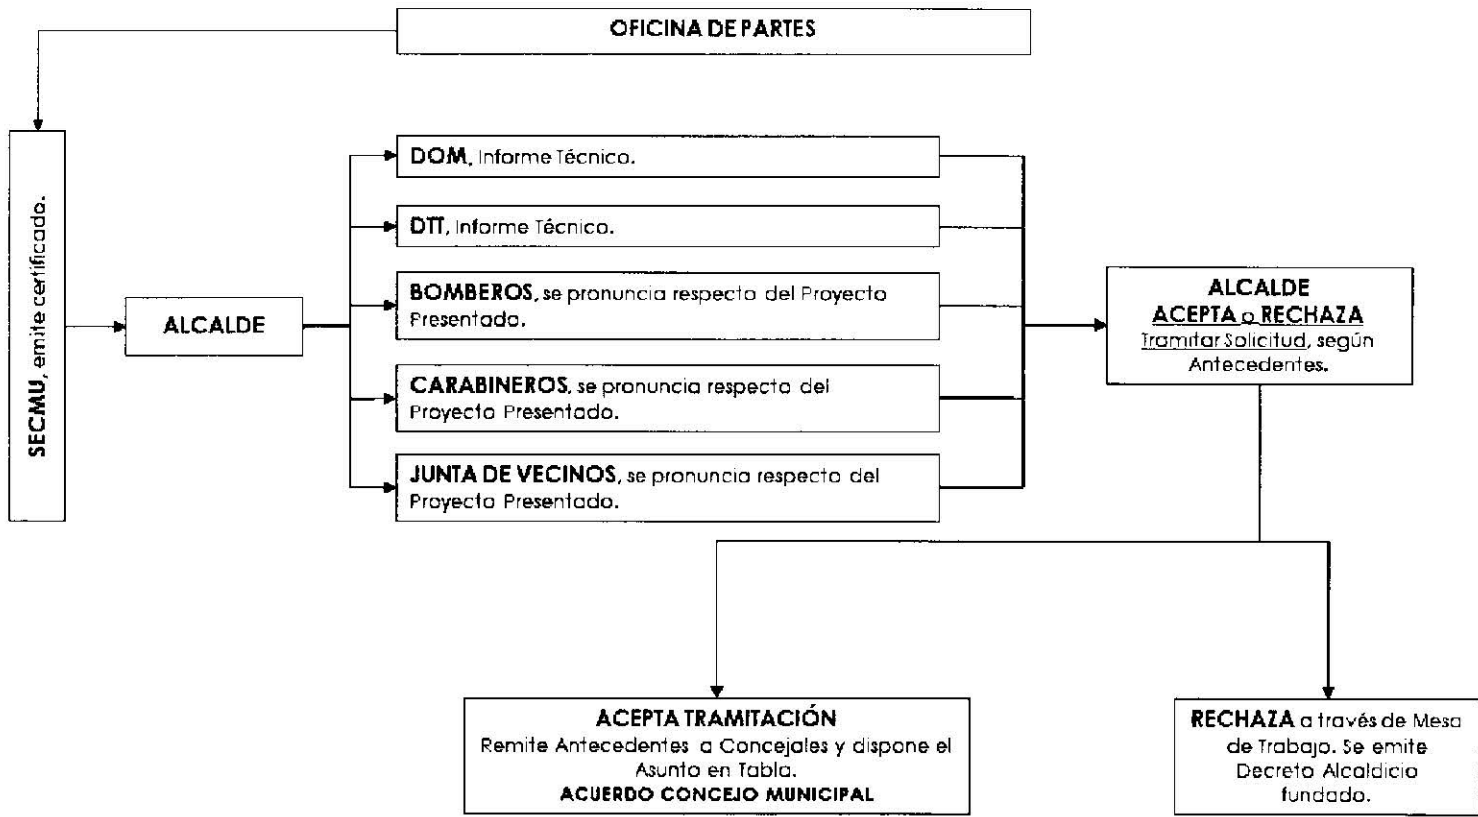 OFICINA DE PARTES
SECMU, emite certificado.
ALCALDE
DOM, Informe Técnico.
DTT, Informe Técnico.
BOMBEROS, se pronuncia respecto del Proyecto
Presentado.
CARABINEROS, se pronuncia respecto del
Proyecto Presentado.
JUNTA DE VECINOS, se pronuncia respecto del
Proyecto Presentado.
ALCALDE
ACEPTA o RECHAZA
Tramitar Solicitud, según
Antecedentes.
ACEPTA TRAMITACIÓN
Remite Antecedentes a Concejales y dispone el
Asunto en Tabla.
ACUERDO CONCEJO MUNICIPAL
RECHAZA a través de Mesa
de Trabajo. Se emite
Decreto Alcaldicio
fundado.